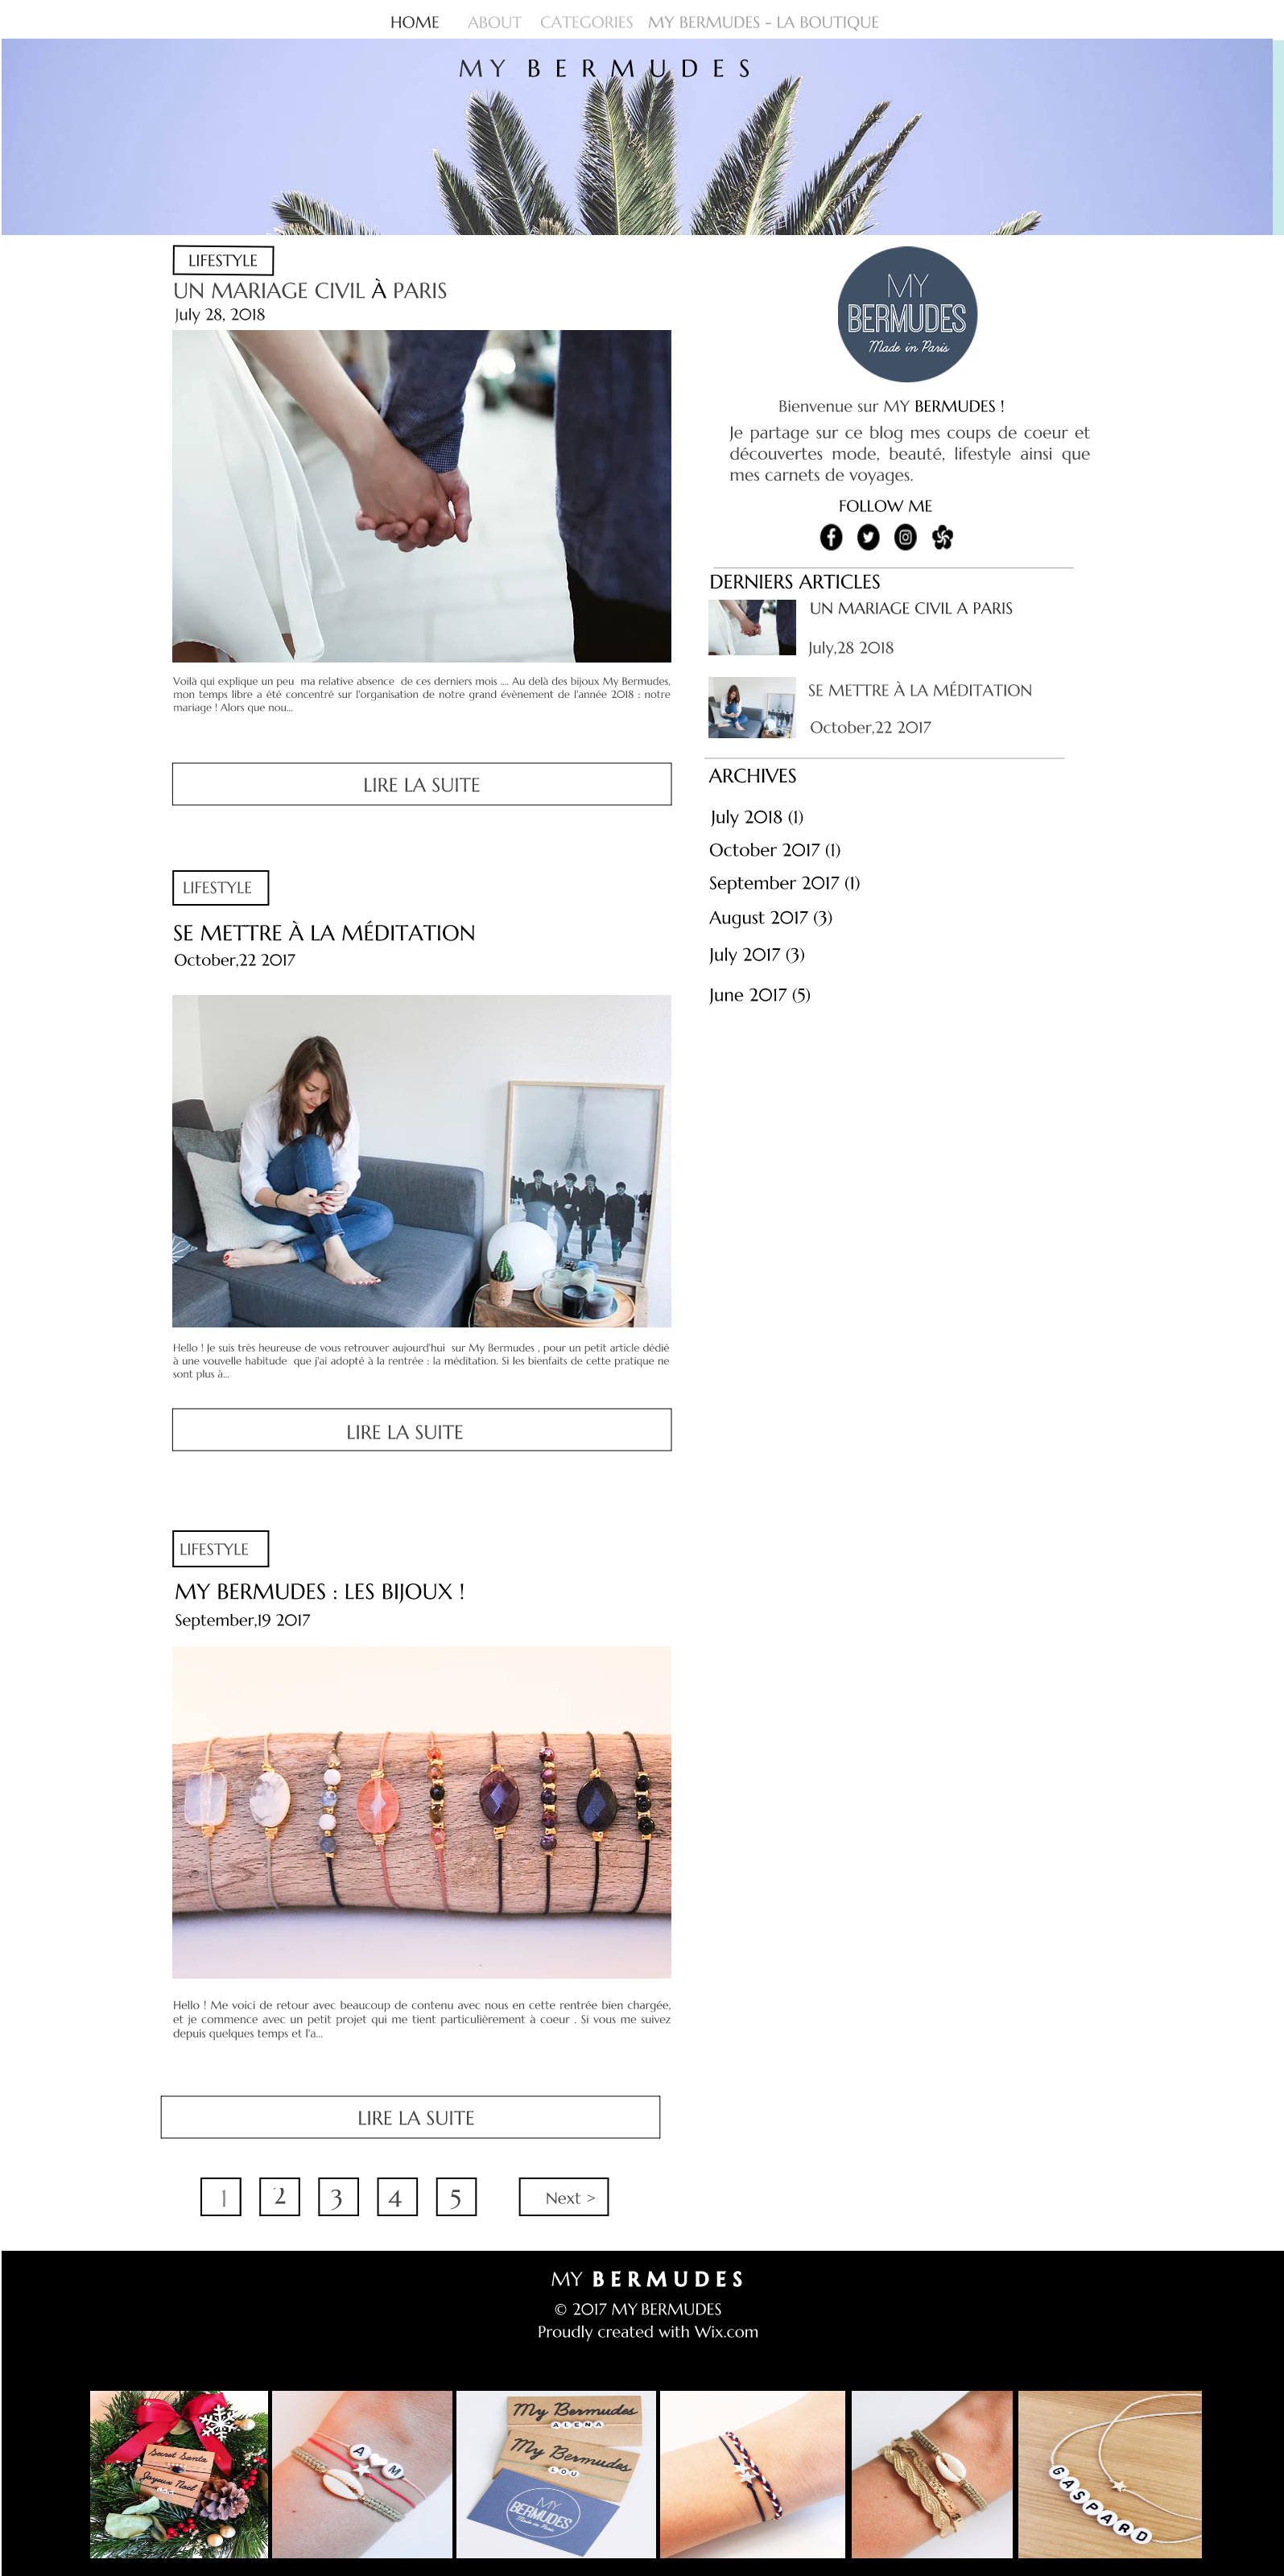 HOME ABOUT CATEGORIES MY BERMUDES - LA BOUTIQUE
MY BERMUDES
LIFESTYLE
UN MARIAGE CIVIL À PARIS
July 28, 2018
Voilà qui explique un peu ma relative absence de ces derniers mois .... Au delà des bijoux My Bermudes,
mon temps libre a été concentré sur l'organisation de notre grand évènement de l'année 2018 : notre
mariage ! Alors que nou...
LIRE LA SUITE
LIFESTYLE
SE METTRE À LA MÉDITATION
October,22 2017
Hello ! Je suis très heureuse de vous retrouver aujourd'hui sur My Bermudes , pour un petit article dédié
à une vouvelle habitude que j'ai adopté à la rentrée : la méditation. Si les bienfaits de cette pratique ne
sont plus à...
LIRE LA SUITE
LIFESTYLE
MY BERMUDES : LES BIJOUX !
September,19 2017
Hello ! Me voici de retour avec beaucoup de contenu avec nous en cette rentrée bien chargée,
et je commence avec un petit projet qui me tient particulièrement à coeur . Si vous me suivez
depuis quelques temps et l'a...
LIRE LA SUITE
1 2 3 4 5 Next >
MY
BERMUDES
Made in Paris
Bienvenue sur MY BERMUDES !
Je partage sur ce blog mes coups de coeur et
découvertes mode, beauté, lifestyle ainsi que
mes carnets de voyages.
FOLLOW ME
DERNIERS ARTICLES
UN MARIAGE CIVIL A PARIS
July,28 2018
SE METTRE À LA MÉDITATION
October,22 2017
ARCHIVES
July 2018 (1)
October 2017 (1)
September 2017 (1)
August 2017 (3)
July 2017 (3)
June 2017 (5)
MY BERMUDES
© 2017 MY BERMUDES
Proudly created with Wix.com
Secret Santa
Joyeux Noel
A M
My Bermudes
ALENA
My Bermudes
LOU
MY
BERMUDES
Made in Paris
GASPARD